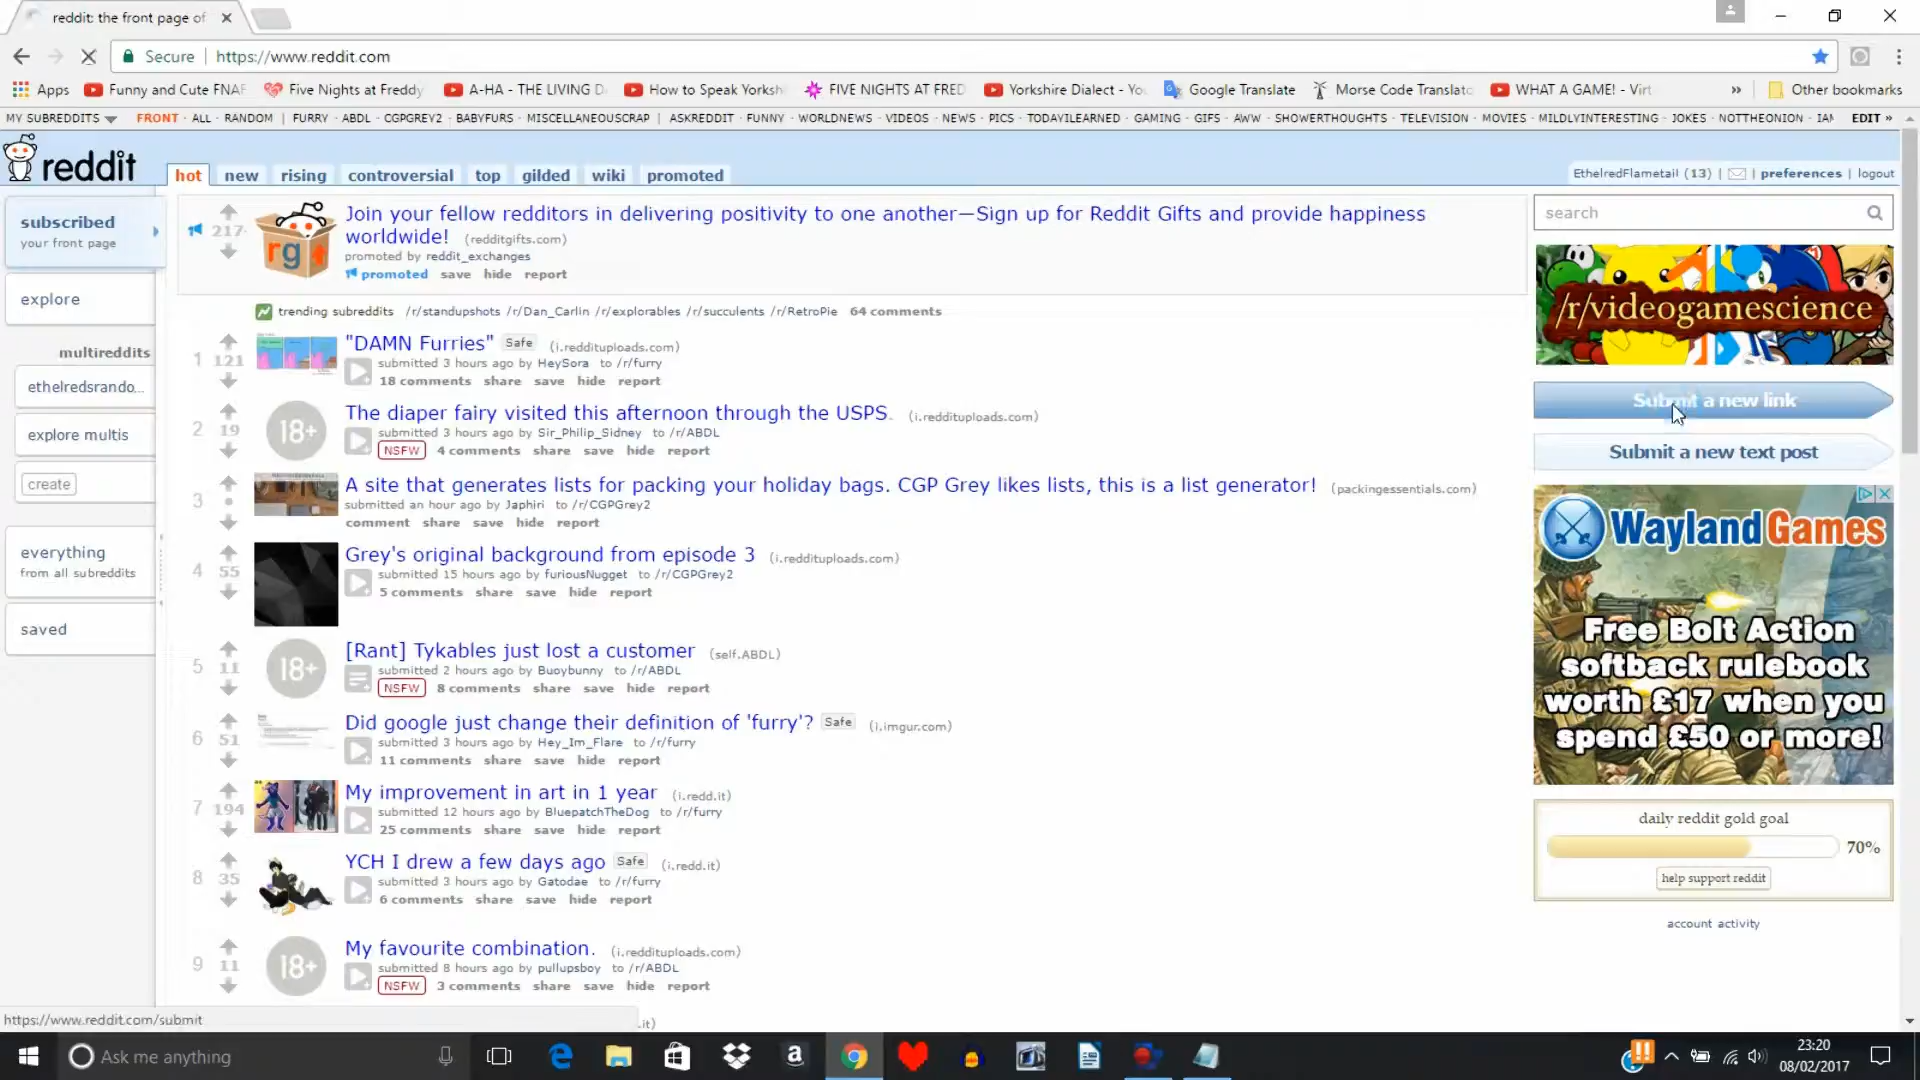 reddit: the front page of
Secure https://www.reddit.com
Apps Funny and Cute FNAF Five Nights at Freddy A-HA - THE LIVING D How to Speak Yorksh FIVE NIGHTS AT FRED Yorkshire Dialect - Yo Google Translate Morse Code Translato WHAT A GAME! - Virt » Other bookmarks
MY SUBREDDITS FRONT - ALL - RANDOM | FURRY - ABDL - CGPGREY2 - BABYFURS - MISCELLANEOUSCRAP | ASKREDDIT - FUNNY - WORLDNEWS - VIDEOS - NEWS - PICS - TODAYILEARNED - GAMING - GIFS - AWW - SHOWERTHOUGHTS - TELEVISION - MOVIES - MILDLYINTERESTING - JOKES - NOTTHEONION - IAM EDIT »
reddit hot new rising controversial top gilded wiki promoted
EthelredFlametail (13) | preferences | logout
subscribed
your front page
explore
multireddits
ethelredsrando...
explore multis
create
everything
from all subreddits
saved
217
rg
Join your fellow redditors in delivering positivity to one another—Sign up for Reddit Gifts and provide happiness
worldwide! (redditgifts.com)
promoted by reddit_exchanges
promoted save hide report
trending subreddits /r/standupshots /r/Dan_Carlin /r/explorables /r/succulents /r/RetroPie 64 comments
1 121 "DAMN Furries" Safe (i.reddituploads.com)
submitted 3 hours ago by HeySora to /r/furry
18 comments share save hide report
2 19 18+ The diaper fairy visited this afternoon through the USPS. (i.reddituploads.com)
submitted 3 hours ago by Sir_Philip_Sidney to /r/ABDL
NSFW 4 comments share save hide report
3 • A site that generates lists for packing your holiday bags. CGP Grey likes lists, this is a list generator! (packingessentials.com)
submitted an hour ago by Japhiri to /r/CGPGrey2
comment share save hide report
4 55 Grey's original background from episode 3 (i.reddituploads.com)
submitted 15 hours ago by furiousNugget to /r/CGPGrey2
5 comments share save hide report
5 11 18+ [Rant] Tykables just lost a customer (self.ABDL)
submitted 2 hours ago by Buoybunny to /r/ABDL
NSFW 8 comments share save hide report
6 51 Did google just change their definition of 'furry'? Safe (i.imgur.com)
submitted 3 hours ago by Hey_Im_Flare to /r/furry
11 comments share save hide report
7 194 My improvement in art in 1 year (i.redd.it)
submitted 12 hours ago by BluepatchTheDog to /r/furry
25 comments share save hide report
8 35 YCH I drew a few days ago Safe (i.redd.it)
submitted 3 hours ago by Gatodae to /r/furry
6 comments share save hide report
9 11 18+ My favourite combination. (i.reddituploads.com)
submitted 8 hours ago by pullupsboy to /r/ABDL
NSFW 3 comments share save hide report
.it)
search
/r/videogamescience
Submit a new link
Submit a new text post
WaylandGames
Free Bolt Action
softback rulebook
worth £17 when you
spend £50 or more!
daily reddit gold goal
70%
help support reddit
account activity
https://www.reddit.com/submit
Ask me anything
23:20
08/02/2017